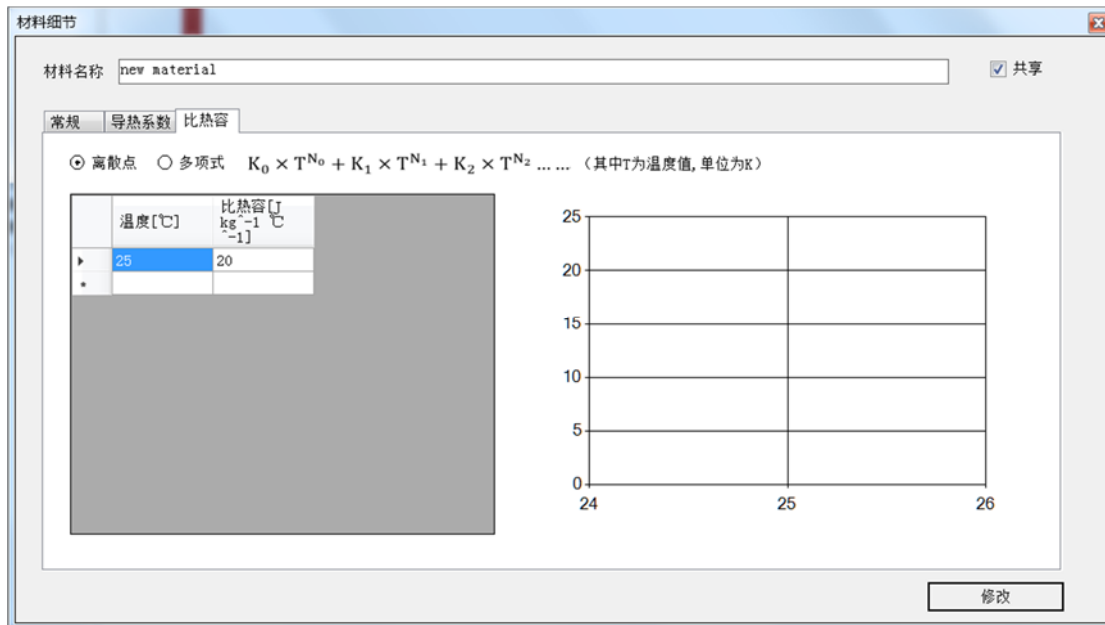 材料细节
材料名称 new material 共享
常规 导热系数 比热容
离散点 多项式 K₀ × T^N₀ + K₁ × T^N₁ + K₂ × T^N₂ … … (其中T为温度值,单位为K)
温度[℃]
比热容[J
kg^-1 ℃
^-1]
25 20
*
25
20
15
10
5
0
24 25 26
修改